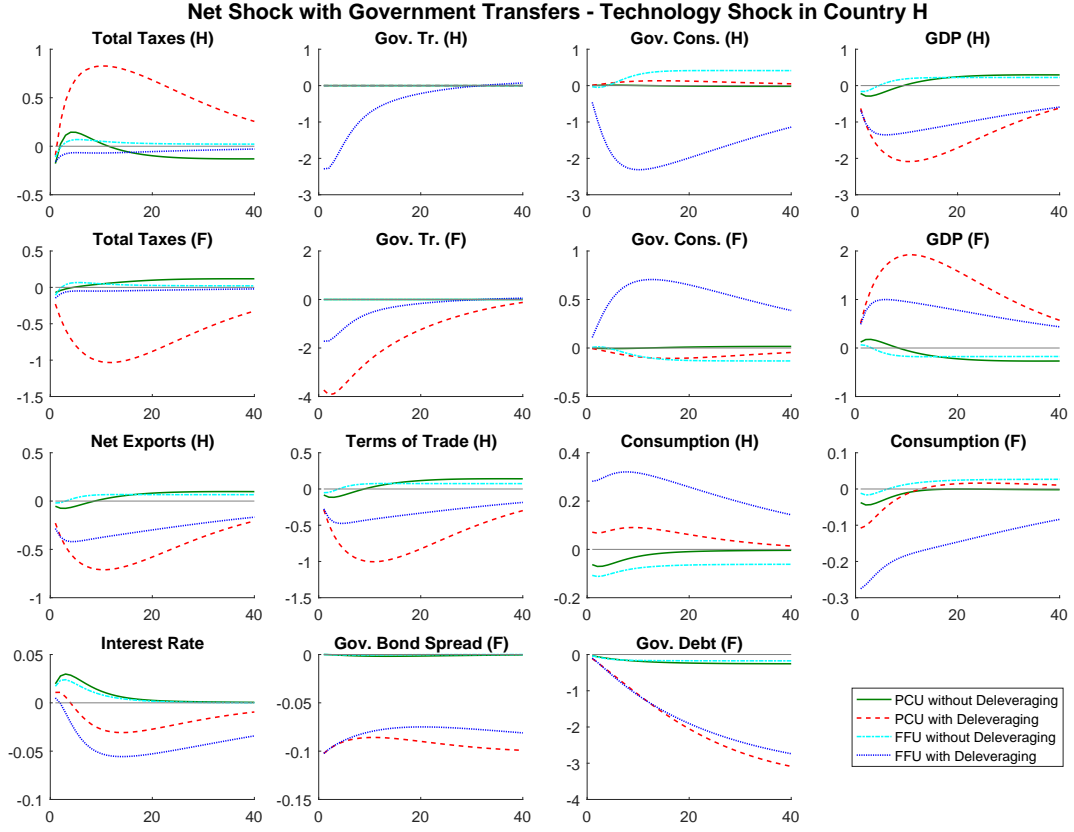 Net Shock with Government Transfers - Technology Shock in Country H
Total Taxes (H)
1
0.5
0
-0.5
0 20 40
Gov. Tr. (H)
1
0
-1
-2
-3
0 20 40
Gov. Cons. (H)
1
0
-1
-2
-3
0 20 40
GDP (H)
1
0
-1
-2
-3
0 20 40
Total Taxes (F)
0.5
0
-0.5
-1
-1.5
0 20 40
Gov. Tr. (F)
2
0
-2
-4
0 20 40
Gov. Cons. (F)
1
0.5
0
-0.5
0 20 40
GDP (F)
2
1
0
-1
0 20 40
Net Exports (H)
0.5
0
-0.5
-1
0 20 40
Terms of Trade (H)
0.5
0
-0.5
-1
-1.5
0 20 40
Consumption (H)
0.4
0.2
0
-0.2
0 20 40
Consumption (F)
0.1
0
-0.1
-0.2
-0.3
0 20 40
Interest Rate
0.05
0
-0.05
-0.1
0 20 40
Gov. Bond Spread (F)
0
-0.05
-0.1
-0.15
0 20 40
Gov. Debt (F)
0
-1
-2
-3
-4
0 20 40
PCU without Deleveraging
PCU with Deleveraging
FFU without Deleveraging
FFU with Deleveraging